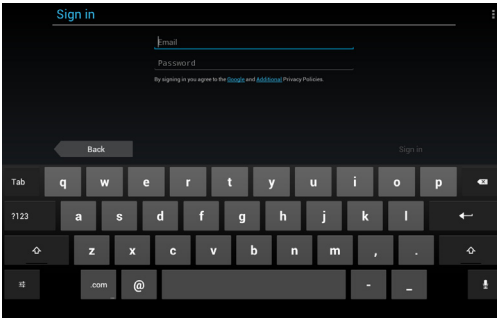 Sign in
Email
Password
By signing in you agree to the Google and Additional Privacy Policies.
Back
Sign in
Tab q w e r t y u i o p
?123 a s d f g h j k l
z x c v b n m , .
.com @ - _